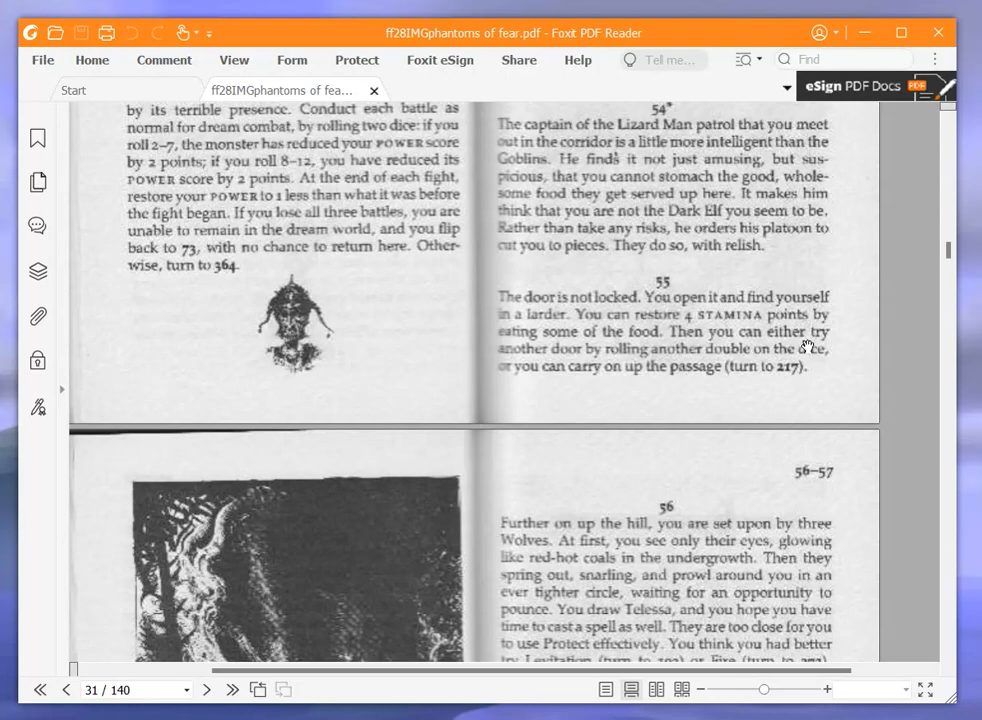 ff28IMGphantoms of fear.pdf - Foxit PDF Reader
File Home Comment View Form Protect Foxit eSign Share Help Tell me... Find
Start ff28IMGphantoms of fea... eSign PDF Docs PDF
by its terrible presence. Conduct each battle as
normal for dream combat, by rolling two dice: if you
roll 2–7, the monster has reduced your POWER score
by 2 points; if you roll 8–12, you have reduced its
POWER score by 2 points. At the end of each fight,
restore your POWER to 1 less than what it was before
the fight began. If you lose all three battles, you are
unable to remain in the dream world, and you flip
back to 73, with no chance to return here. Other-
wise, turn to 364.
54*
The captain of the Lizard Man patrol that you meet
out in the corridor is a little more intelligent than the
Goblins. He finds it not just amusing, but sus-
picious, that you cannot stomach the good, whole-
some food they get served up here. It makes him
think that you are not the Dark Elf you seem to be.
Rather than take any risks, he orders his platoon to
cut you to pieces. They do so, with relish.
55
The door is not locked. You open it and find yourself
in a larder. You can restore 4 STAMINA points by
eating some of the food. Then you can either try
another door by rolling another double on the
or you can carry on up the passage (turn to 217).
56–57
56
Further on up the hill, you are set upon by three
Wolves. At first, you see only their eyes, glowing
like red-hot coals in the undergrowth. Then they
spring out, snarling, and prowl around you in an
ever tighter circle, waiting for an opportunity to
pounce. You draw Telessa, and you hope you have
time to cast a spell as well. They are too close for you
to use Protect effectively. You think you had better
try Levitation (turn to or Fire (turn to
31 / 140